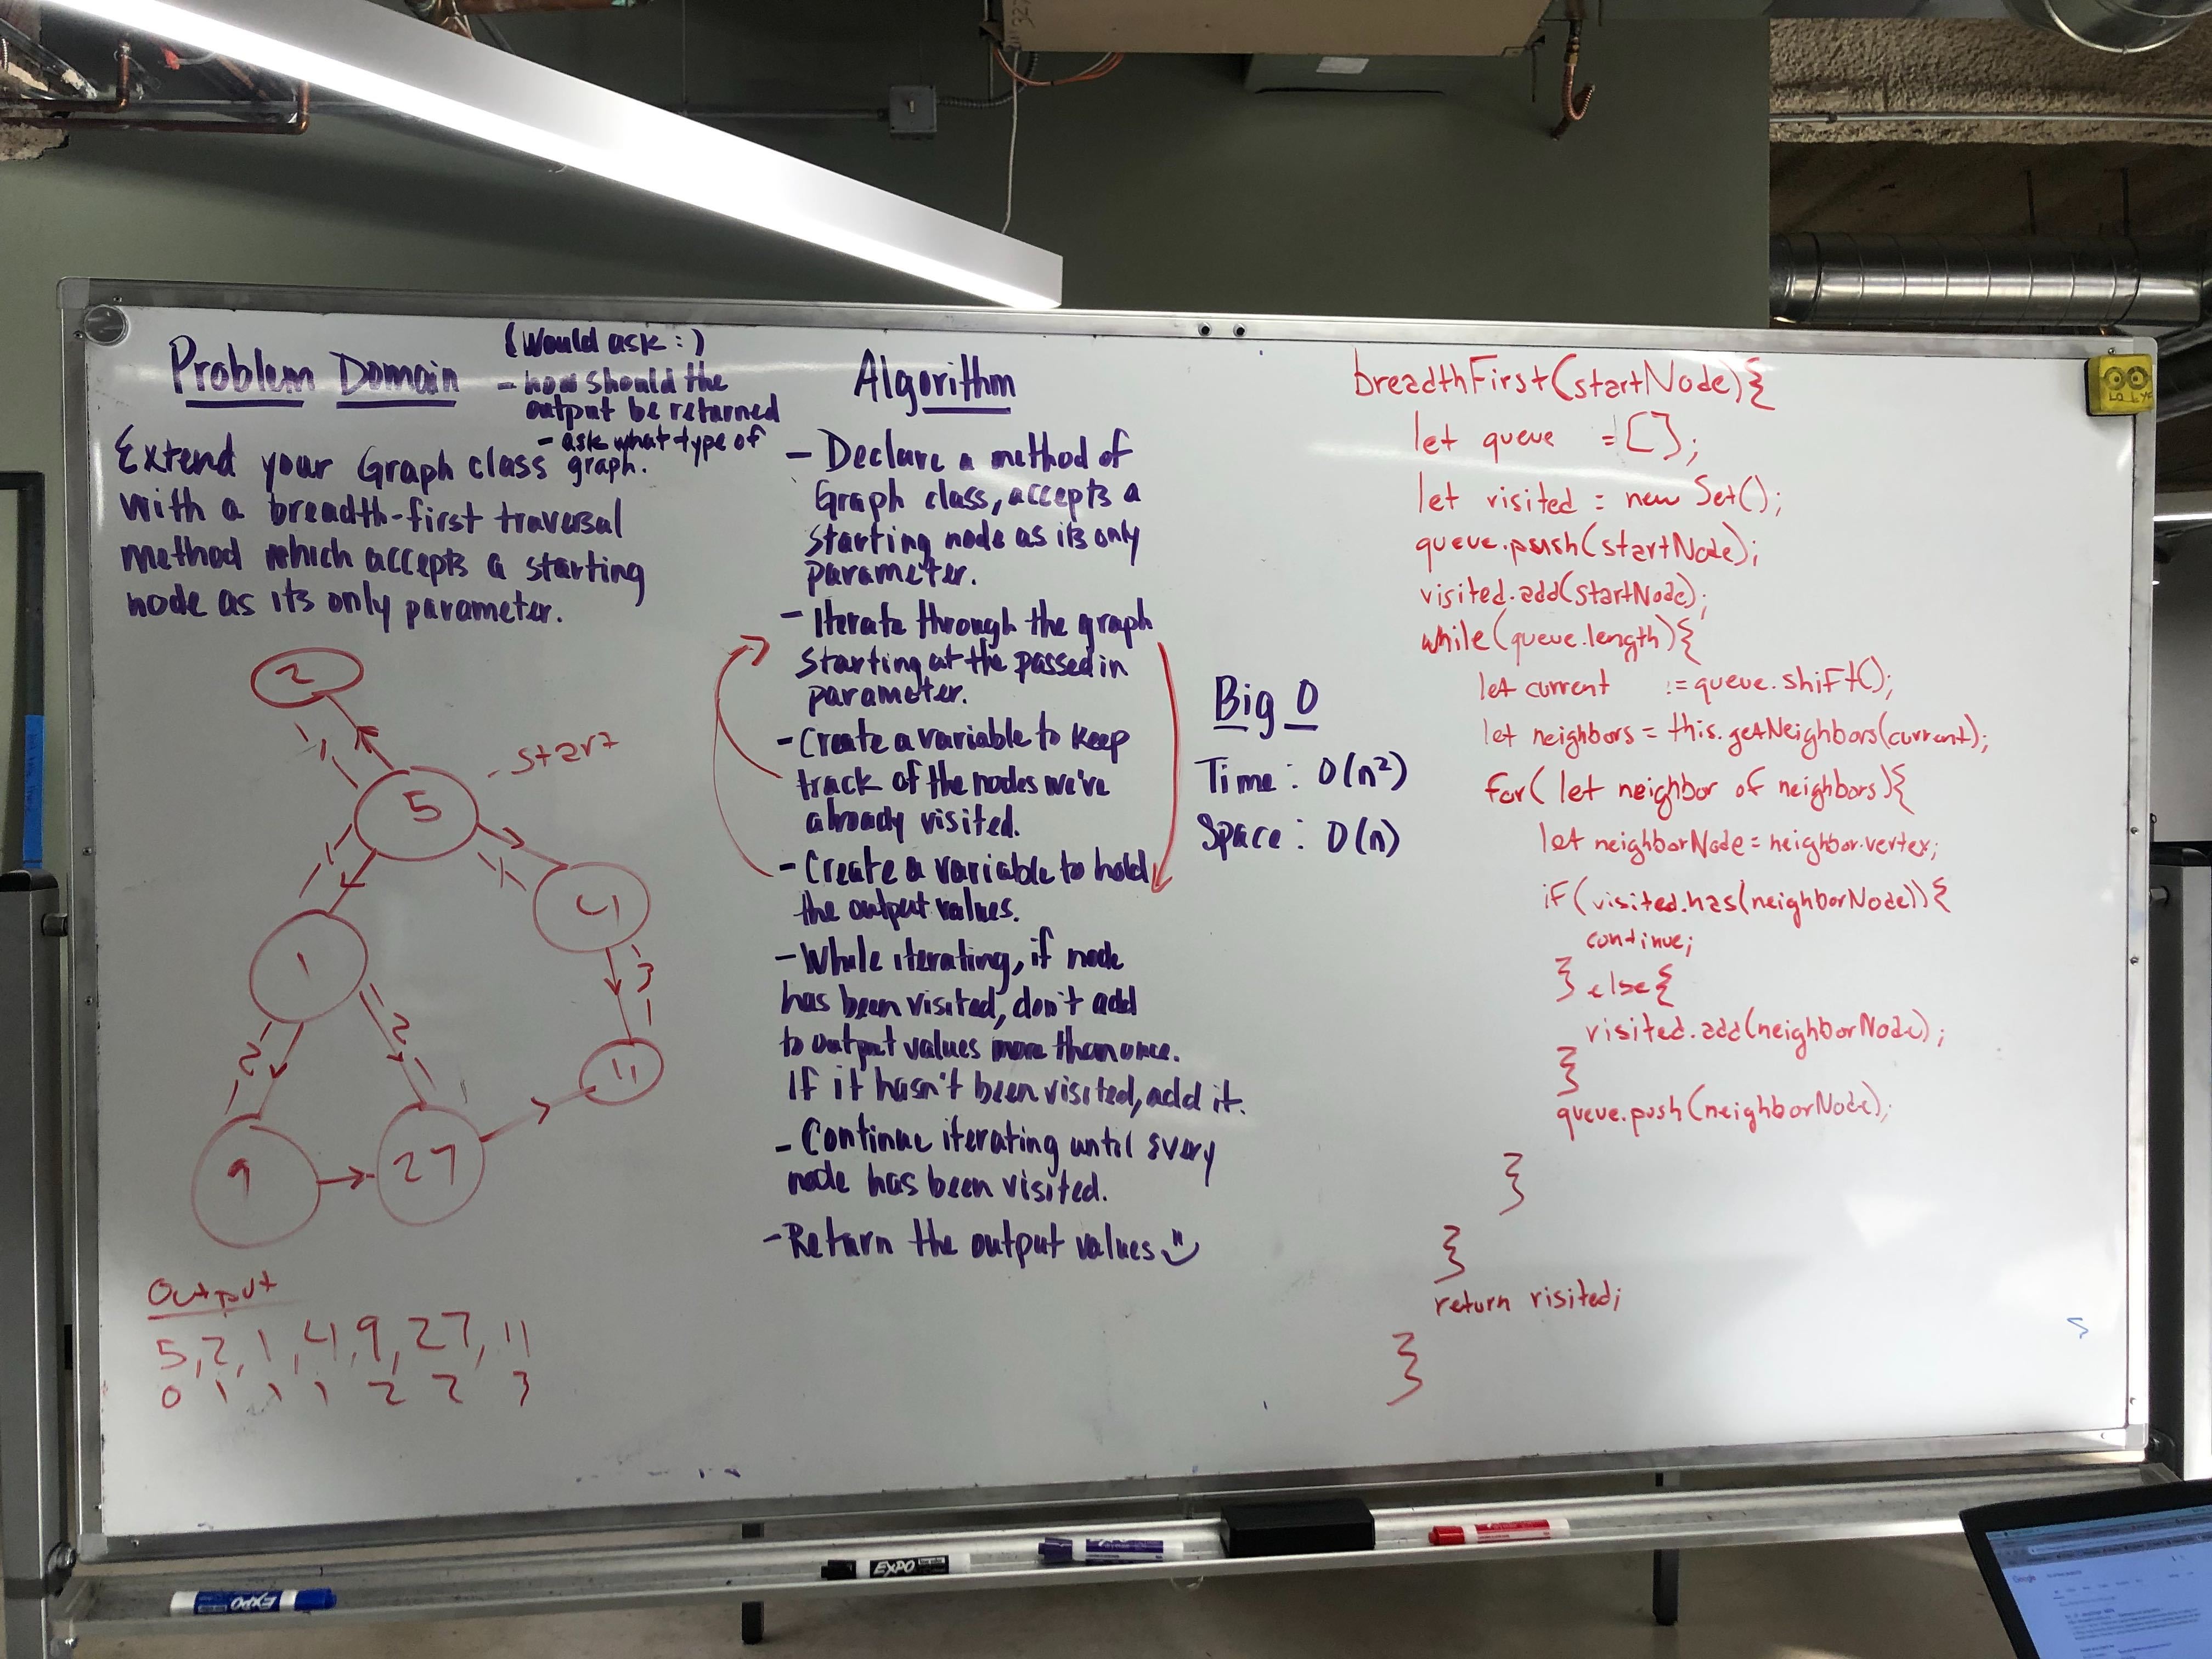 Problem Domain
(Would ask:)
- how should the
output be returned
- ask what type of
graph.
Extend your Graph class
with a breadth-first traversal
method which accepts a starting
node as its only parameter.
2
1
- start
5
1
1
4
1
3
2
2
11
9
27
Output
5, 2, 1, 4, 9, 27, 11
0 1 1 1 2 2 3
Algorithm
- Declare a method of
Graph class, accepts a
starting node as its only
parameter.
- Iterate through the graph
starting at the passed in
parameter.
- Create a variable to keep
track of the nodes we've
already visited.
- Create a variable to hold
the output values.
- While iterating, if node
has been visited, don't add
to output values more than once.
If it hasn't been visited, add it.
- Continue iterating until every
node has been visited.
- Return the output values
Big O
Time: O(n²)
Space: O(n)
breadthFirst(startNode){
let queue = [];
let visited = new Set();
queue.push(startNode);
visited.add(startNode);
while(queue.length){
let current = queue.shift();
let neighbors = this.getNeighbors(current);
for( let neighbor of neighbors){
let neighborNode = neighbor.vertex;
if(visited.has(neighborNode)){
continue;
} else{
visited.add(neighborNode);
}
queue.push(neighborNode);
}
}
return visited;
}
EXPO
EXPO
Google